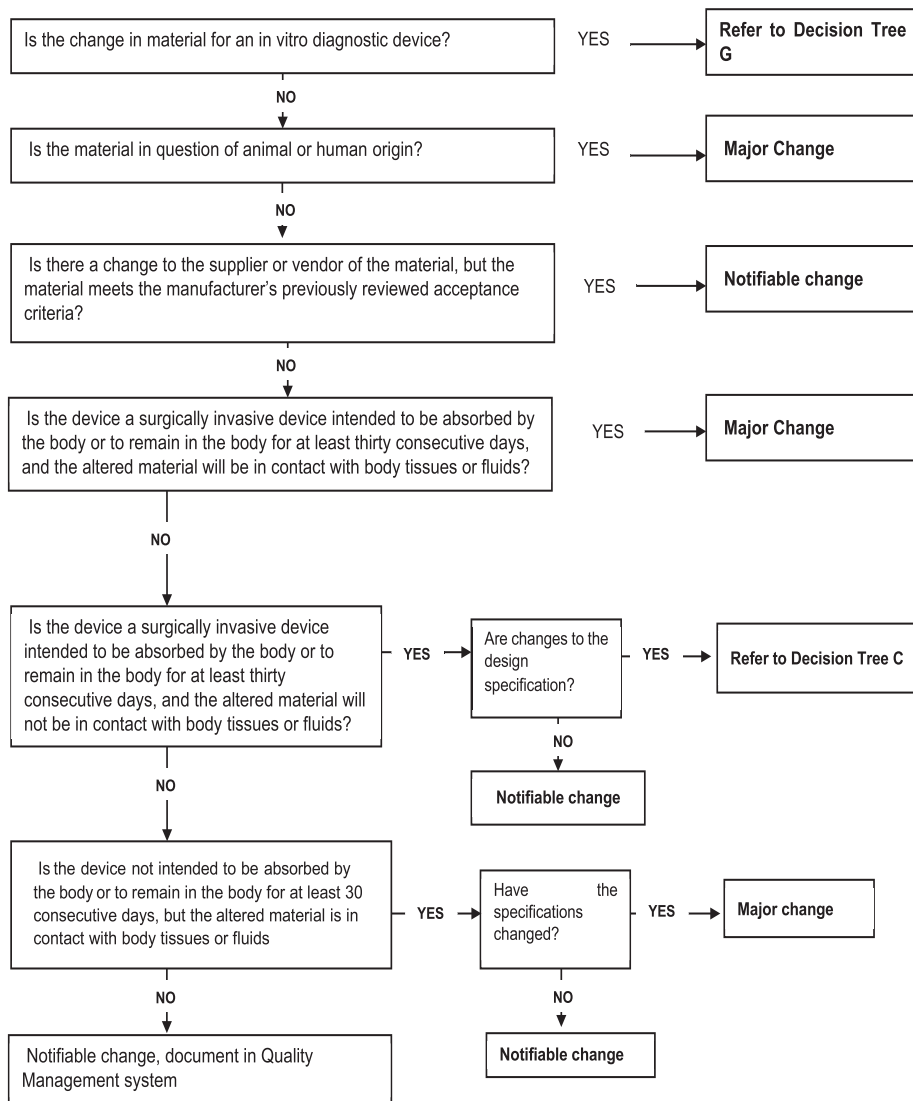 Is the change in material for an in vitro diagnostic device?
YES
Refer to Decision Tree
G
NO
Is the material in question of animal or human origin?
YES
Major Change
NO
Is there a change to the supplier or vendor of the material, but the
material meets the manufacturer's previously reviewed acceptance
criteria?
YES
Notifiable change
NO
Is the device a surgically invasive device intended to be absorbed by
the body or to remain in the body for at least thirty consecutive days,
and the altered material will be in contact with body tissues or fluids?
YES
Major Change
NO
Is the device a surgically invasive device
intended to be absorbed by the body or to
remain in the body for at least thirty
consecutive days, and the altered material will
not be in contact with body tissues or fluids?
YES
Are changes to the
design
specification?
YES
Refer to Decision Tree C
NO
Notifiable change
NO
Is the device not intended to be absorbed by
the body or to remain in the body for at least 30
consecutive days, but the altered material is in
contact with body tissues or fluids
YES
Have the
specifications
changed?
YES
Major change
NO
Notifiable change
NO
Notifiable change, document in Quality
Management system